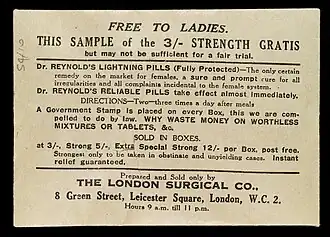 FREE TO LADIES.
THIS SAMPLE of the 3/- STRENGTH GRATIS
but may not be sufficient for a fair trial.
Dr. REYNOLD'S LIGHTNING PILLS (Fully Protected)—The only certain
remedy on the market for females, a sure and prompt cure for all
irregularities and all complaints incidental to the female system.
Dr. REYNOLD'S RELIABLE PILLS take effect almost immediately.
DIRECTIONS—Two—three times a day after meals
A Government Stamp is placed on every Box, this we are com-
pelled to do by law. WHY WASTE MONEY ON WORTHLESS
MIXTURES OR TABLETS, &c.
SOLD IN BOXES.
at 3/-, Strong 5/-, Extra Special Strong 12/- per Box, post free.
Strongest only to be taken in obstinate and unyielding cases. Instant
relief guaranteed.
Prepared and Sold only by
THE LONDON SURGICAL CO.,
8 Green Street, Leicester Square, London, W.C. 2.
Hours 9 a.m. till 11 p.m.